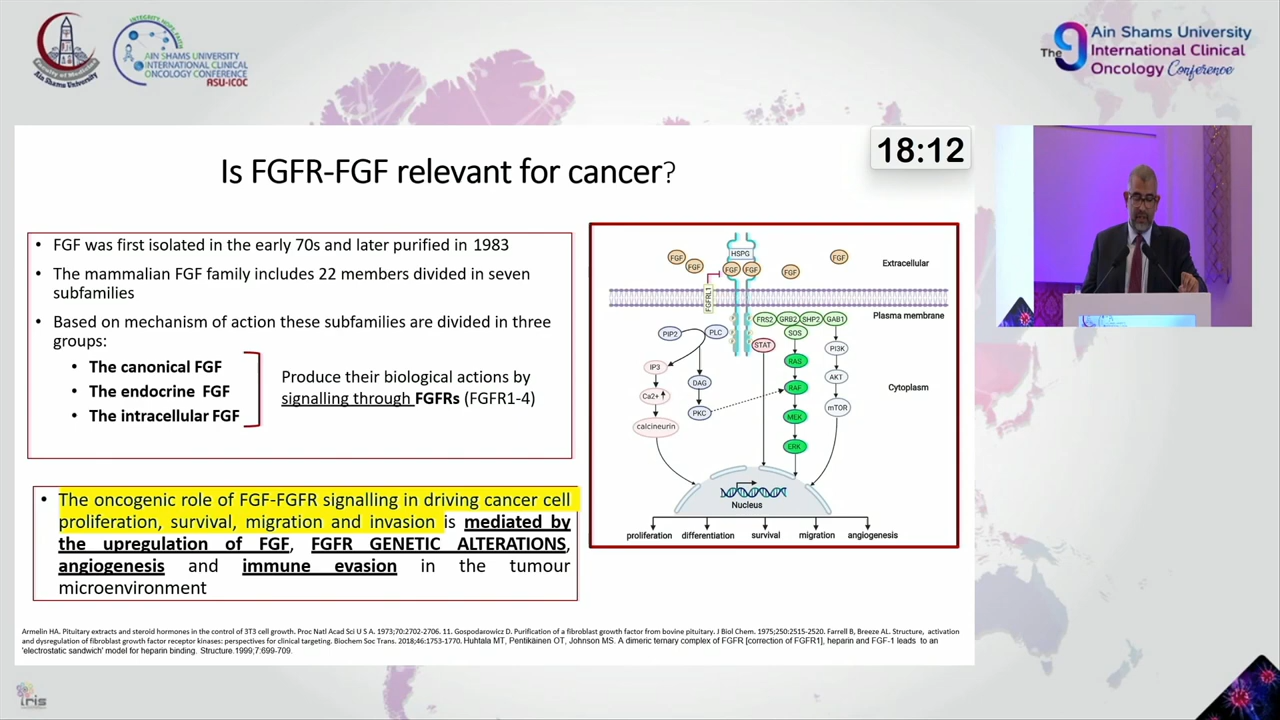 INTEGRITY HOPE FAITH
Faculty of Medicine
Ain Shams University
AIN SHAMS UNIVERSITY
INTERNATIONAL CLINICAL
ONCOLOGY CONFERENCE
ASU-ICOC
The 9
Ain Shams University
International Clinical
Oncology Conference
18:12
Is FGFR-FGF relevant for cancer?
• FGF was first isolated in the early 70s and later purified in 1983
• The mammalian FGF family includes 22 members divided in seven
subfamilies
• Based on mechanism of action these subfamilies are divided in three
groups:
• The canonical FGF
• The endocrine FGF
• The intracellular FGF
Produce their biological actions by
signalling through FGFRs (FGFR1-4)
• The oncogenic role of FGF-FGFR signalling in driving cancer cell
proliferation, survival, migration and invasion is mediated by
the upregulation of FGF, FGFR GENETIC ALTERATIONS,
angiogenesis and immune evasion in the tumour
microenvironment
HSPG
FGF
FGF
FGF
FGF
FGF
FGF
Extracellular
FGFRL1
Plasma membrane
FRS2
GRB2
SHP2
GAB1
PIP2
PLC
SOS
STAT
PI3K
RAS
IP3
AKT
DAG
RAF
Cytoplasm
Ca2+
PKC
mTOR
MEK
calcineurin
ERK
Nucleus
proliferation differentiation survival migration angiogenesis
Armelin HA. Pituitary extracts and steroid hormones in the control of 3T3 cell growth. Proc Natl Acad Sci U S A. 1973;70:2702-2706. 11. Gospodarowicz D. Purification of a fibroblast growth factor from bovine pituitary. J Biol Chem. 1975;250:2515-2520. Farrell B, Breeze AL. Structure, activation
and dysregulation of fibroblast growth factor receptor kinases: perspectives for clinical targeting. Biochem Soc Trans. 2018;46:1753-1770. Huhtala MT, Pentikäinen OT, Johnson MS. A dimeric ternary complex of FGFR [correction of FGFR1], heparin and FGF-1 leads to an
'electrostatic sandwich' model for heparin binding. Structure.1999;7:699-709.
iris